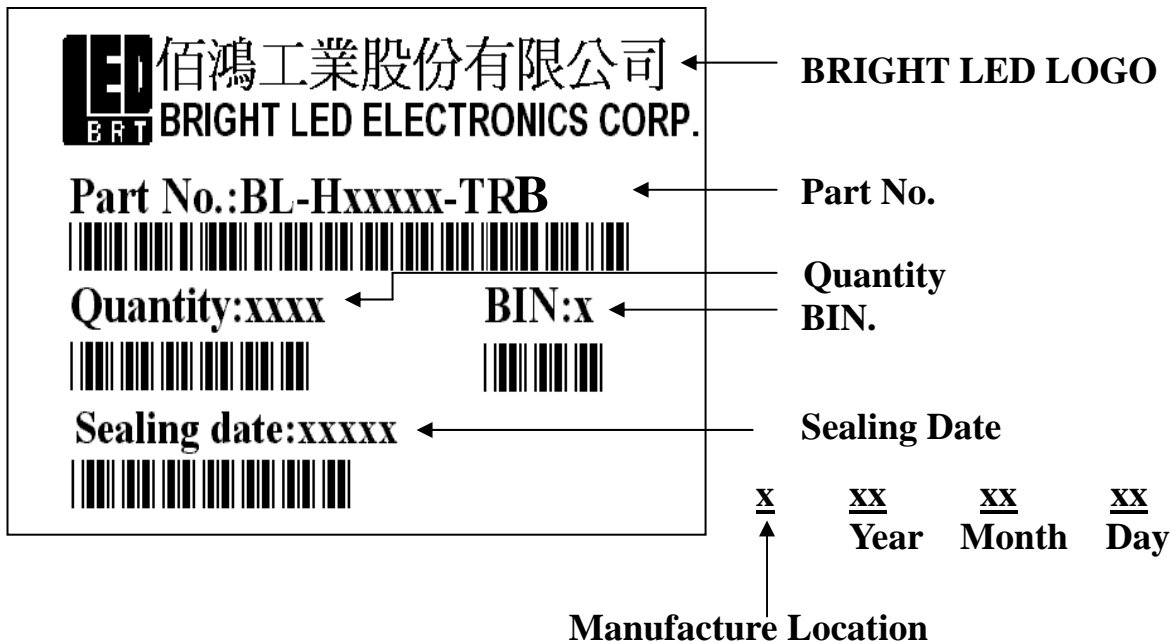 LED 佰鴻工業股份有限公司
BRT BRIGHT LED ELECTRONICS CORP.
BRIGHT LED LOGO
Part No.:BL-Hxxxxx-TRB
Part No.
Quantity:xxxx
BIN:x
Quantity
BIN.
Sealing date:xxxxx
Sealing Date
x xx xx xx
Year Month Day
Manufacture Location